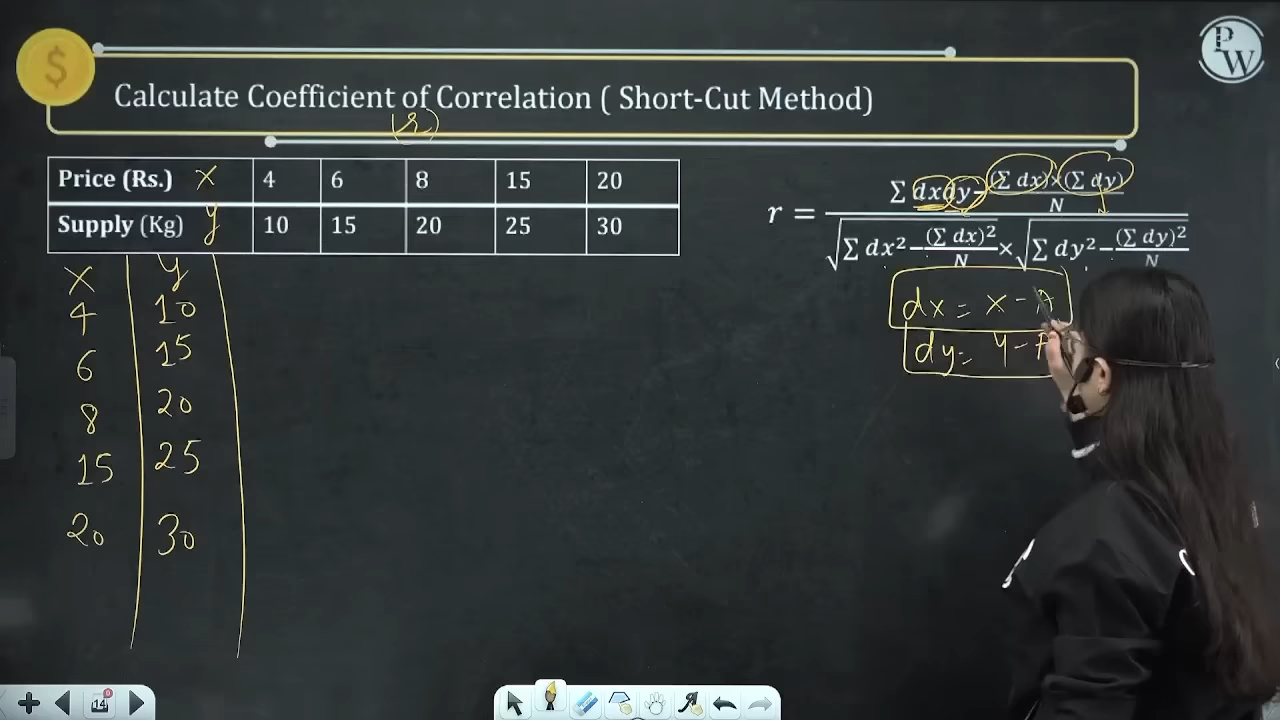 $
PW
Calculate Coefficient of Correlation ( Short-Cut Method)
(r)
Price (Rs.) X 4 6 8 15 20
Supply (Kg) y 10 15 20 25 30
r = (∑ dxdy − (∑ dx)×(∑ dy)/N) / (√(∑ dx² − (∑ dx)²/N) × √(∑ dy² − (∑ dy)²/N))
dx = x - A
dy = y - A
X y
4 10
6 15
8 20
15 25
20 30
14